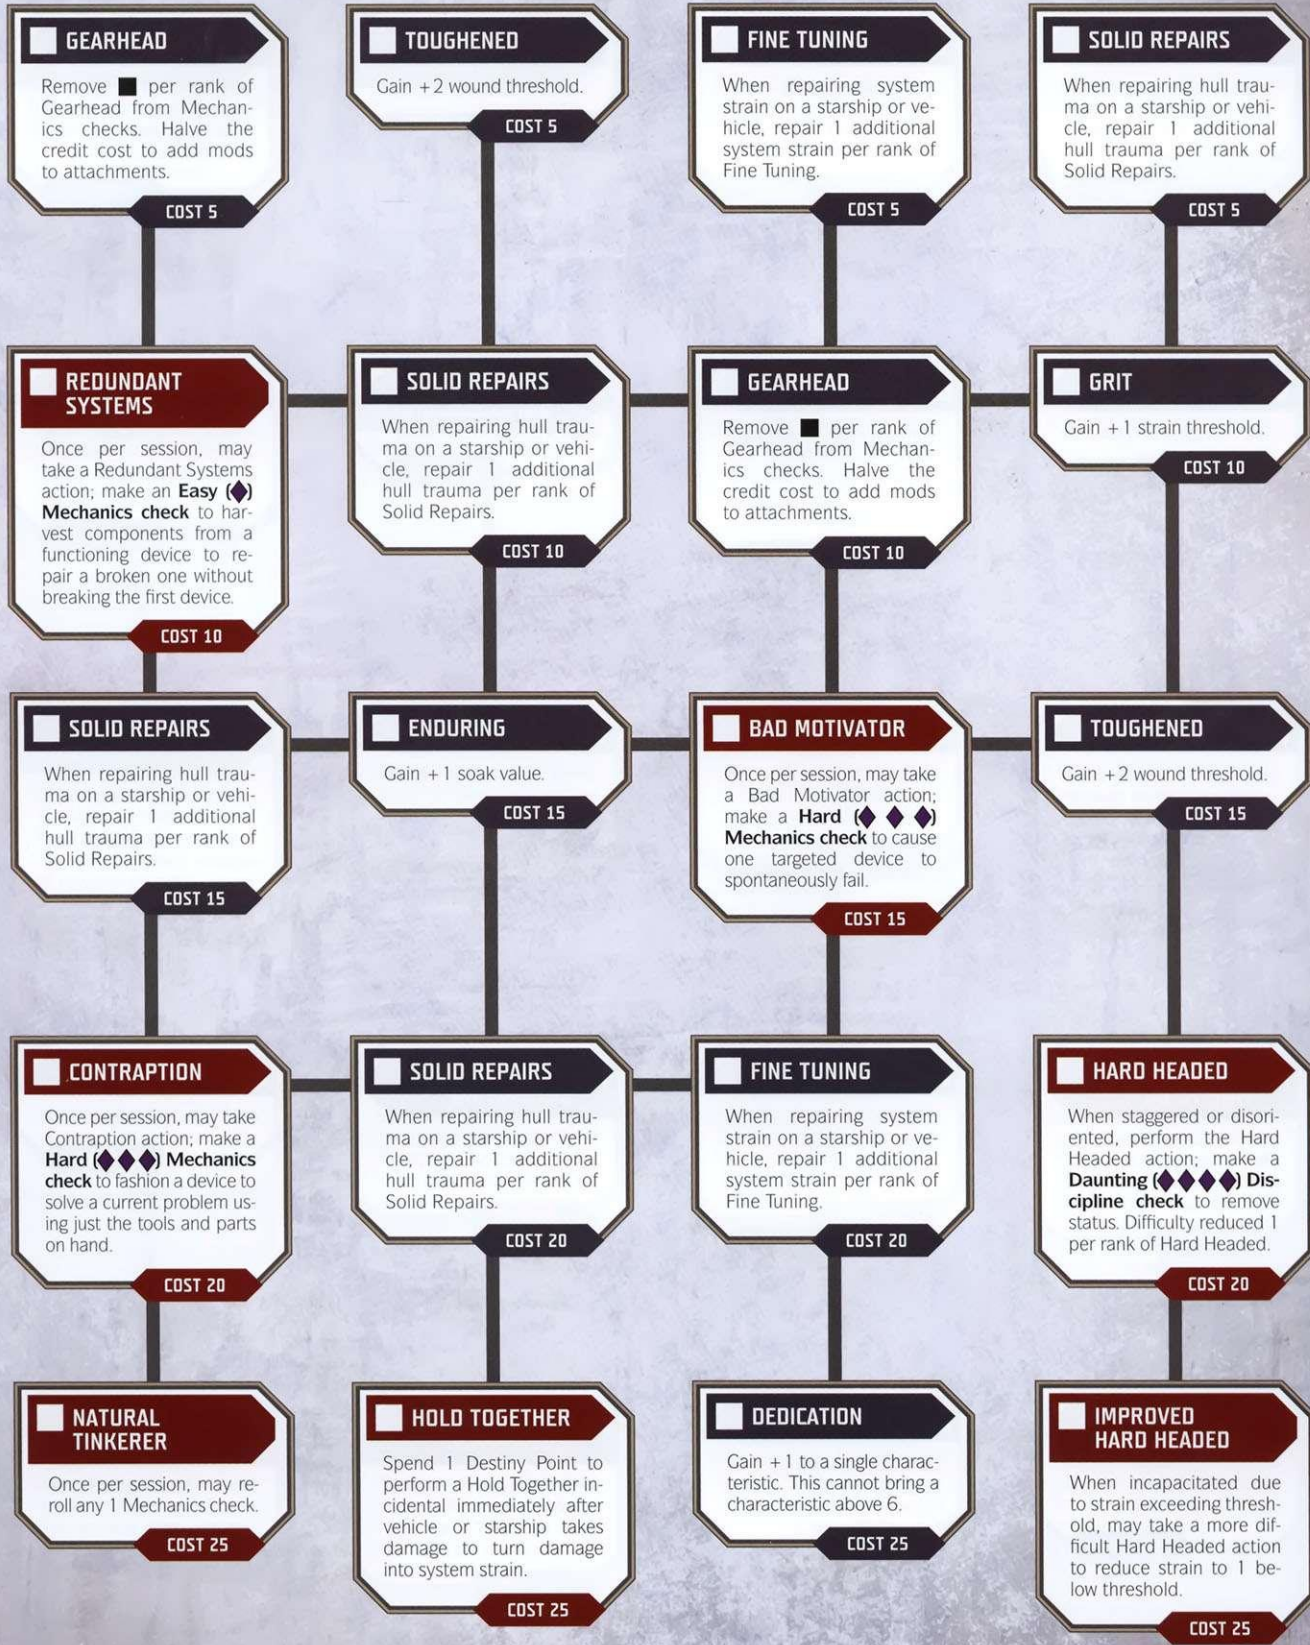 GEARHEAD
Remove ■ per rank of
Gearhead from Mechan-
ics checks. Halve the
credit cost to add mods
to attachments.
COST 5
TOUGHENED
Gain +2 wound threshold.
COST 5
FINE TUNING
When repairing system
strain on a starship or ve-
hicle, repair 1 additional
system strain per rank of
Fine Tuning.
COST 5
SOLID REPAIRS
When repairing hull trau-
ma on a starship or vehi-
cle, repair 1 additional
hull trauma per rank of
Solid Repairs.
COST 5
REDUNDANT
SYSTEMS
Once per session, may
take a Redundant Systems
action; make an Easy (◆)
Mechanics check to har-
vest components from a
functioning device to re-
pair a broken one without
breaking the first device.
COST 10
SOLID REPAIRS
When repairing hull trau-
ma on a starship or vehi-
cle, repair 1 additional
hull trauma per rank of
Solid Repairs.
COST 10
GEARHEAD
Remove ■ per rank of
Gearhead from Mechan-
ics checks. Halve the
credit cost to add mods
to attachments.
COST 10
GRIT
Gain +1 strain threshold.
COST 10
SOLID REPAIRS
When repairing hull trau-
ma on a starship or vehi-
cle, repair 1 additional
hull trauma per rank of
Solid Repairs.
COST 15
ENDURING
Gain +1 soak value.
COST 15
BAD MOTIVATOR
Once per session, may take
a Bad Motivator action;
make a Hard (◆ ◆ ◆)
Mechanics check to cause
one targeted device to
spontaneously fail.
COST 15
TOUGHENED
Gain +2 wound threshold.
COST 15
CONTRAPTION
Once per session, may take
Contraption action; make a
Hard (◆◆◆) Mechanics
check to fashion a device to
solve a current problem us-
ing just the tools and parts
on hand.
COST 20
SOLID REPAIRS
When repairing hull trau-
ma on a starship or vehi-
cle, repair 1 additional
hull trauma per rank of
Solid Repairs.
COST 20
FINE TUNING
When repairing system
strain on a starship or ve-
hicle, repair 1 additional
system strain per rank of
Fine Tuning.
COST 20
HARD HEADED
When staggered or disori-
ented, perform the Hard
Headed action; make a
Daunting (◆◆◆◆) Dis-
cipline check to remove
status. Difficulty reduced 1
per rank of Hard Headed.
COST 20
NATURAL
TINKERER
Once per session, may re-
roll any 1 Mechanics check.
COST 25
HOLD TOGETHER
Spend 1 Destiny Point to
perform a Hold Together in-
cidental immediately after
vehicle or starship takes
damage to turn damage
into system strain.
COST 25
DEDICATION
Gain +1 to a single charac-
teristic. This cannot bring a
characteristic above 6.
COST 25
IMPROVED
HARD HEADED
When incapacitated due
to strain exceeding thresh-
old, may take a more dif-
ficult Hard Headed action
to reduce strain to 1 be-
low threshold.
COST 25